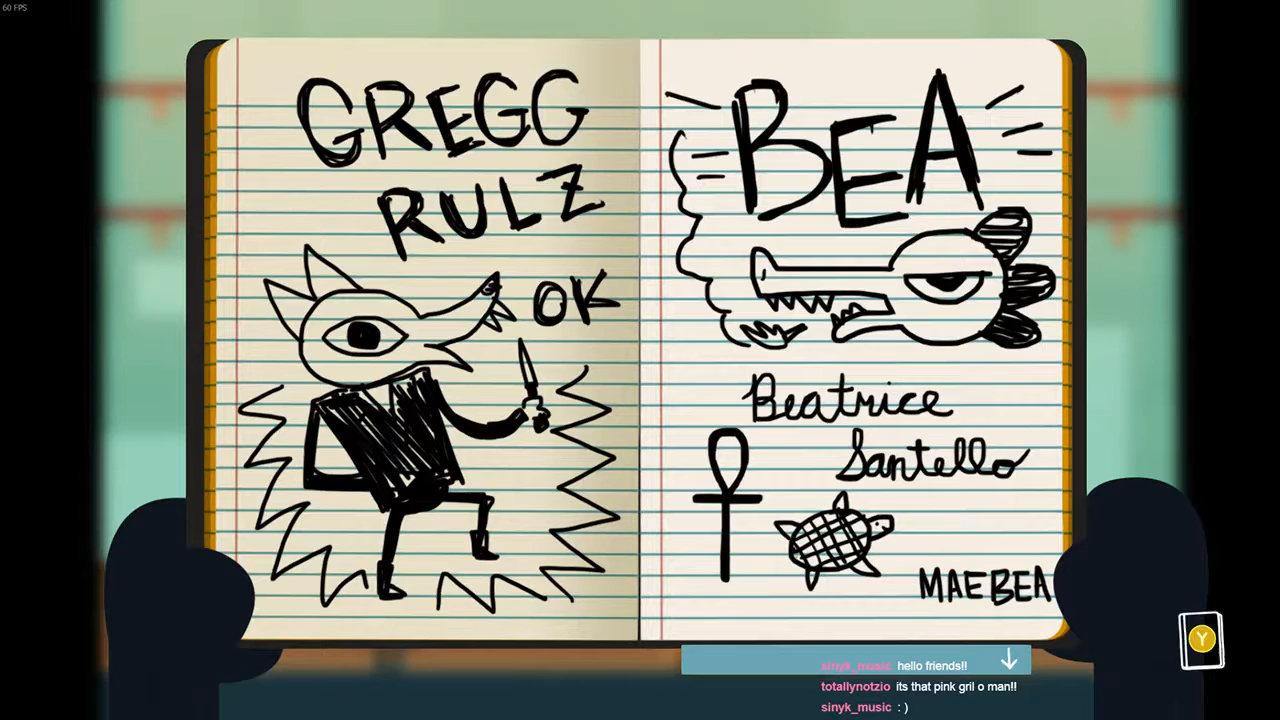 60 FPS
GREGG
RULZ
OK
BEA
Beatrice
Santello
MAEBEA
Y
sinyk_music hello friends!!
totallynotzio its that pink gril o man!!
sinyk_music : )